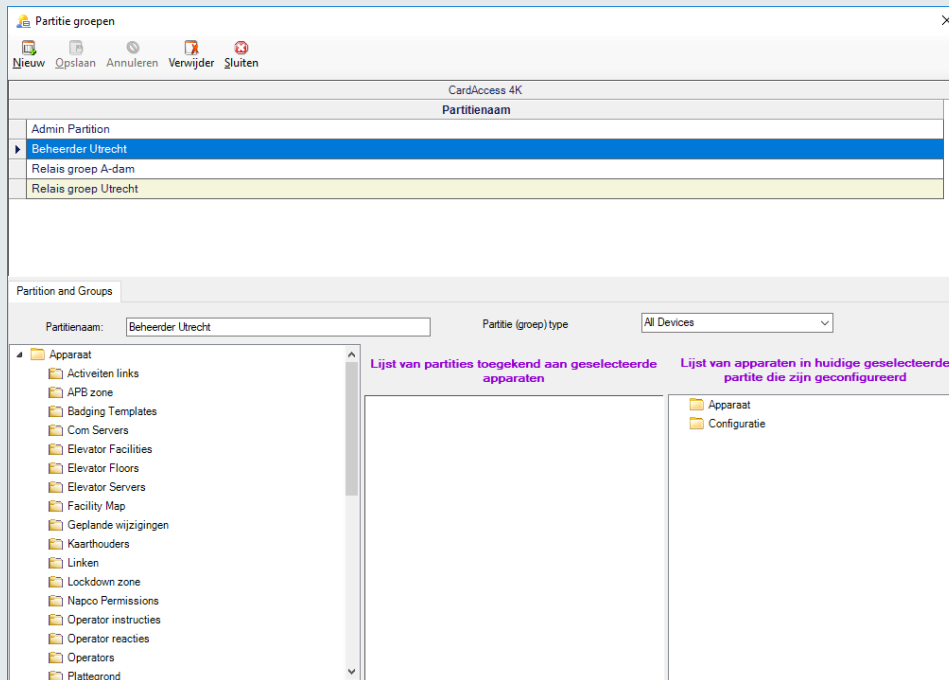 Partitie groepen
Nieuw Opslaan Annuleren Verwijder Sluiten
CardAccess 4K
Partitienaam
Admin Partition
Beheerder Utrecht
Relais groep A-dam
Relais groep Utrecht
Partition and Groups
Partitienaam: Beheerder Utrecht Partitie (groep) type All Devices
Apparaat
Activeiten links
APB zone
Badging Templates
Com Servers
Elevator Facilities
Elevator Floors
Elevator Servers
Facility Map
Geplande wijzigingen
Kaarthouders
Linken
Lockdown zone
Napco Permissions
Operator instructies
Operator reacties
Operators
Plattegrond
Lijst van partities toegekend aan geselecteerde
apparaten
Lijst van apparaten in huidige geselecteerde
partite die zijn geconfigureerd
Apparaat
Configuratie